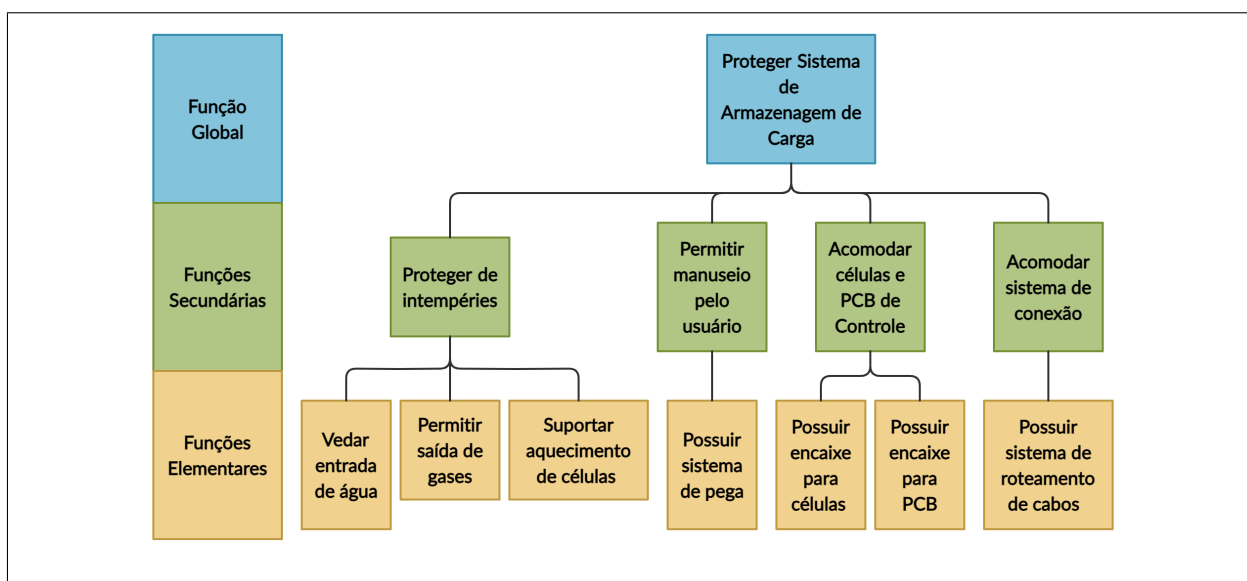 Função
Global
Proteger Sistema
de
Armazenagem de
Carga
Funções
Secundárias
Proteger de
intempéries
Permitir
manuseio
pelo
usuário
Acomodar
células e
PCB de
Controle
Acomodar
sistema de
conexão
Funções
Elementares
Vedar
entrada
de água
Permitir
saída de
gases
Suportar
aquecimento
de células
Possuir
sistema
de pega
Possuir
encaixe
para
células
Possuir
encaixe
para
PCB
Possuir
sistema de
roteamento
de cabos